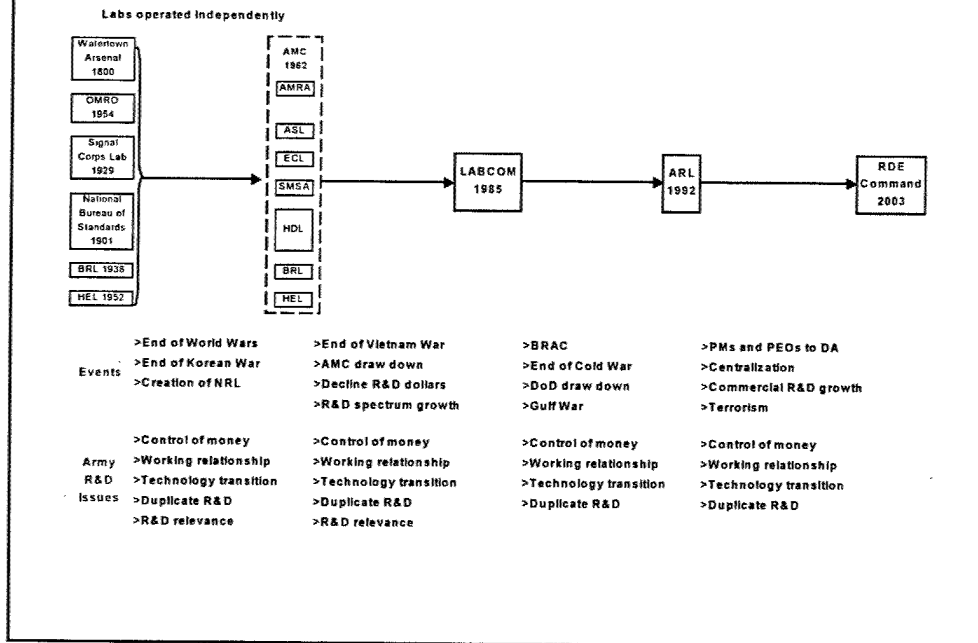 Labs operated Independently
Watertown
Arsenal
1800
OMRO
1954
Signal
Corps Lab
1929
National
Bureau of
Standards
1901
BRL 1938
HEL 1952
AMC
1962
AMRA
ASL
ECL
SMSA
HDL
BRL
HEL
LABCOM
1985
ARL
1992
RDE
Command
2003
Events
>End of World Wars
>End of Korean War
>Creation of NRL
>End of Vietnam War
>AMC draw down
>Decline R&D dollars
>R&D spectrum growth
>BRAC
>End of Cold War
>DoD draw down
>Gulf War
>PMs and PEOs to DA
>Centralization
>Commercial R&D growth
>Terrorism
Army
R&D
Issues
>Control of money
>Working relationship
>Technology transition
>Duplicate R&D
>R&D relevance
>Control of money
>Working relationship
>Technology transition
>Duplicate R&D
>R&D relevance
>Control of money
>Working relationship
>Technology transition
>Duplicate R&D
>Control of money
>Working relationship
>Technology transition
>Duplicate R&D